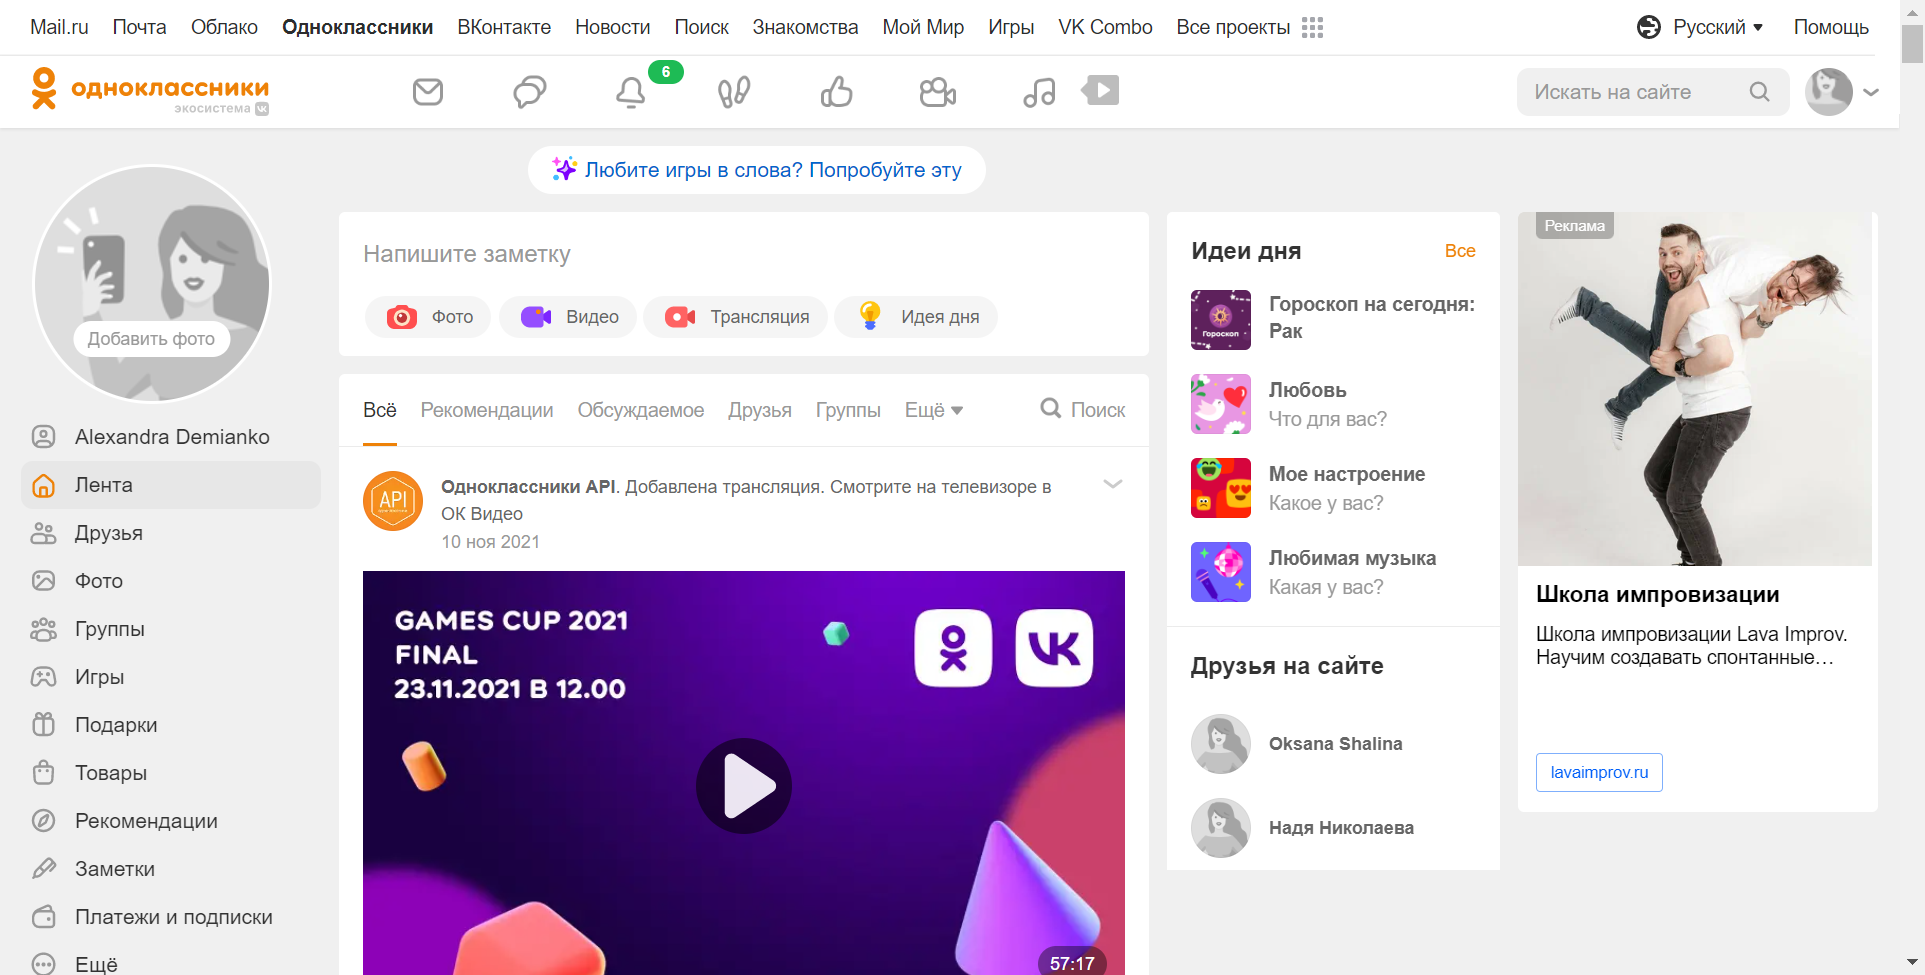 Mail.ru Почта Облако Одноклассники ВКонтакте Новости Поиск Знакомства Мой Мир Игры VK Combo Все проекты Русский Помощь
одноклассники
экосистема
6
Искать на сайте
Любите игры в слова? Попробуйте эту
Добавить фото
Alexandra Demianko
Лента
Друзья
Фото
Группы
Игры
Подарки
Товары
Рекомендации
Заметки
Платежи и подписки
Ещё
Напишите заметку
Фото Видео Трансляция Идея дня
Всё Рекомендации Обсуждаемое Друзья Группы Ещё Поиск
API
Одноклассники API. Добавлена трансляция. Смотрите на телевизоре в
ОК Видео
10 ноя 2021
GAMES CUP 2021
FINAL
23.11.2021 В 12.00
VK
57:17
Идеи дня Все
Гороскоп
Гороскоп на сегодня:
Рак
Любовь
Что для вас?
Мое настроение
Какое у вас?
Любимая музыка
Какая у вас?
Друзья на сайте
Oksana Shalina
Надя Николаева
Реклама
Школа импровизации
Школа импровизации Lava Improv.
Научим создавать спонтанные…
lavaimprov.ru